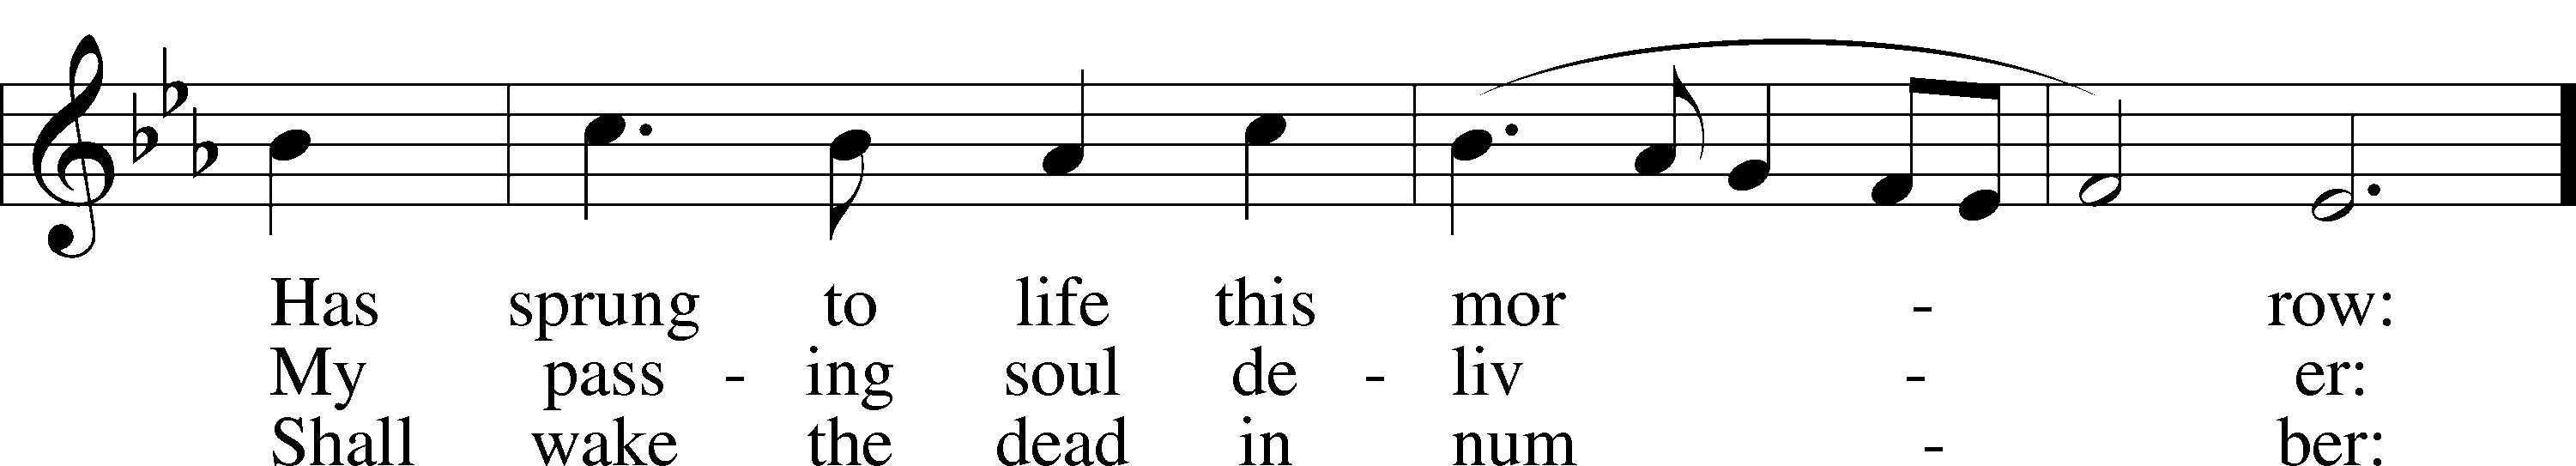 Has sprung to life this mor - row:
My pass - ing soul de - liv - er:
Shall wake the dead in num - ber: